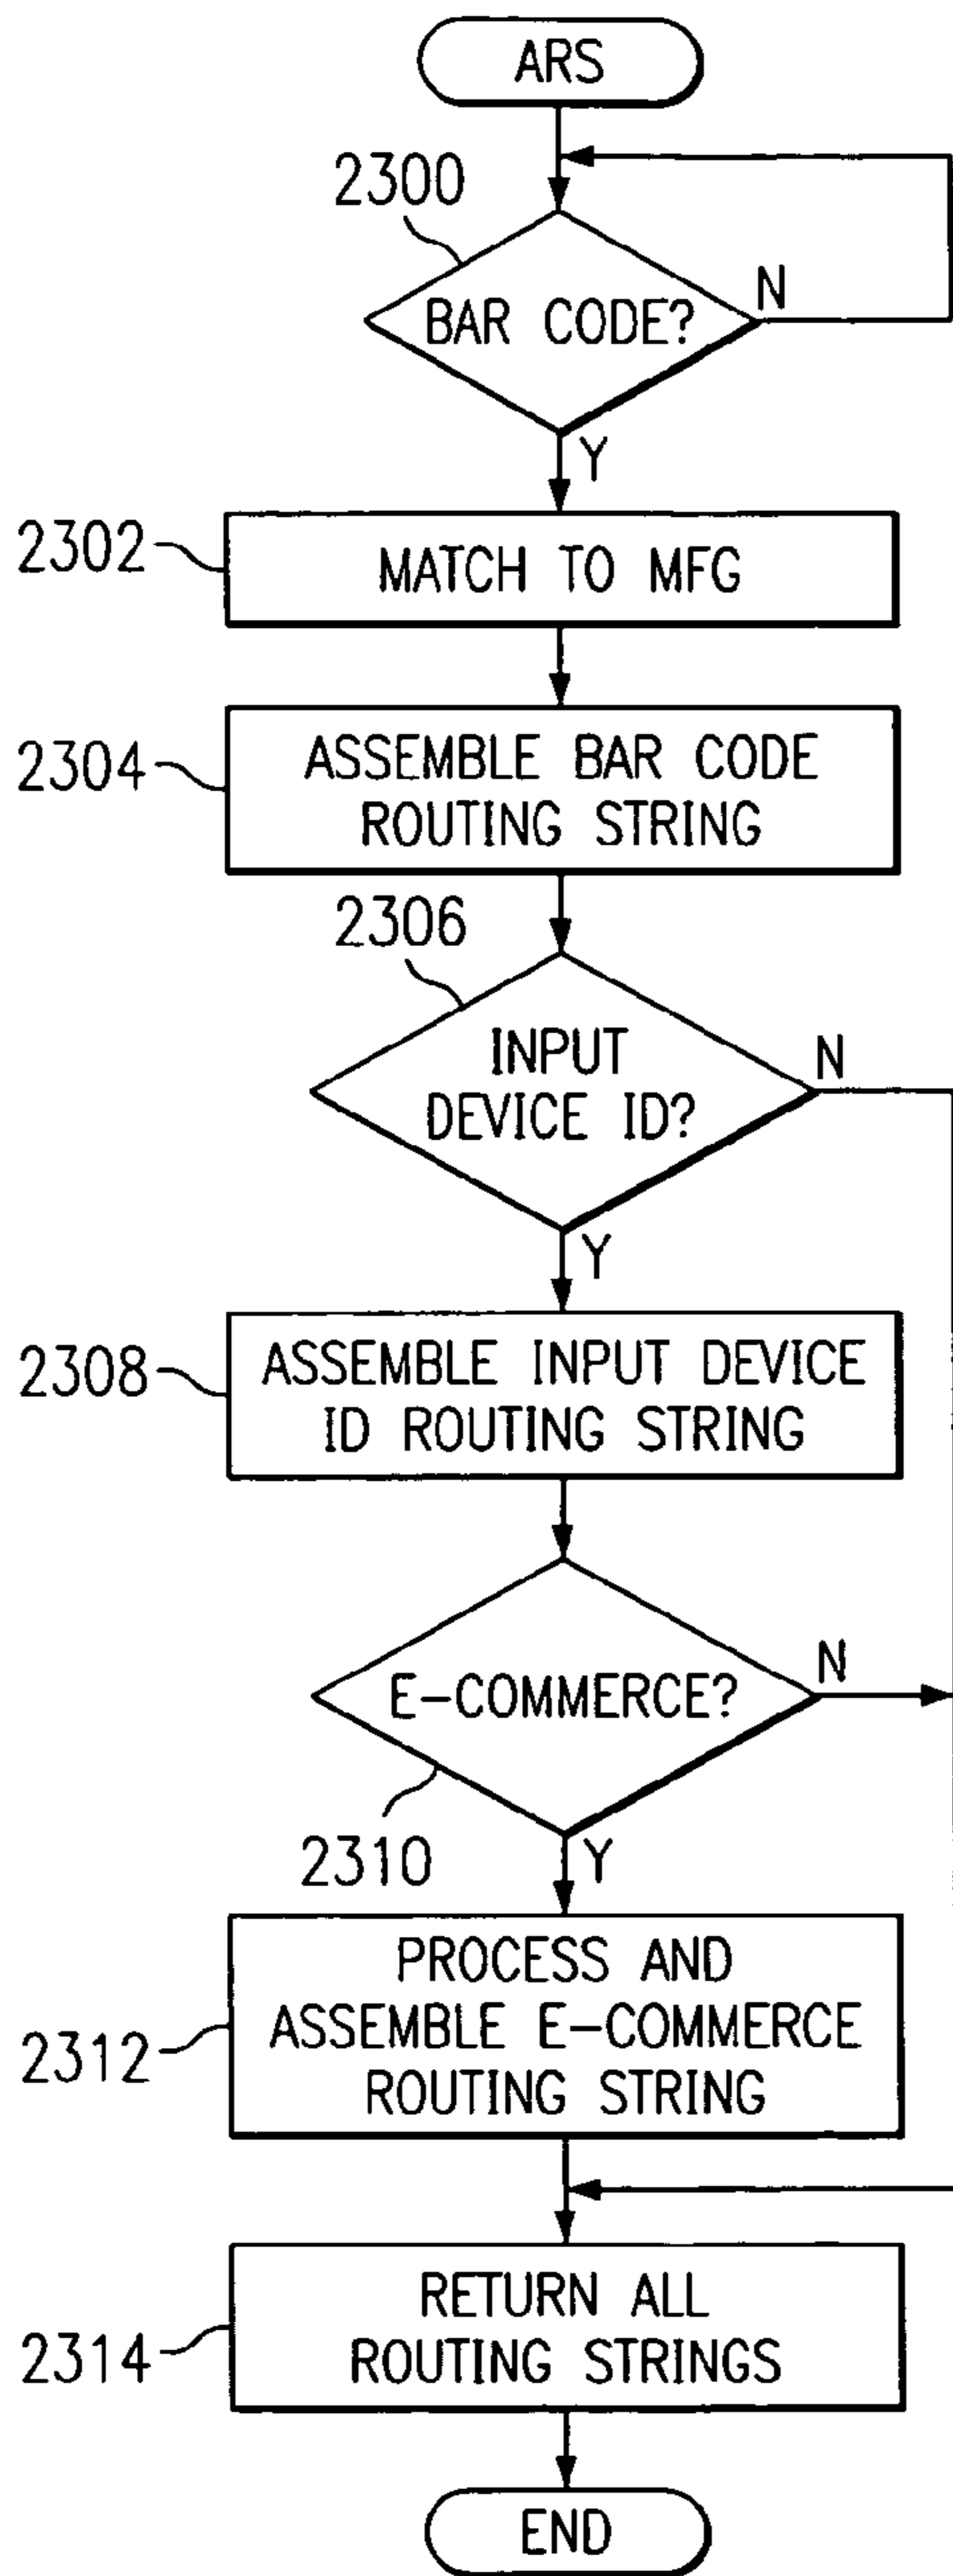 ARS
2300
BAR CODE?
N
Y
2302
MATCH TO MFG
2304
ASSEMBLE BAR CODE
ROUTING STRING
2306
INPUT
DEVICE ID?
N
Y
2308
ASSEMBLE INPUT DEVICE
ID ROUTING STRING
E-COMMERCE?
N
2310
Y
PROCESS AND
ASSEMBLE E-COMMERCE
ROUTING STRING
2312
RETURN ALL
ROUTING STRINGS
2314
END